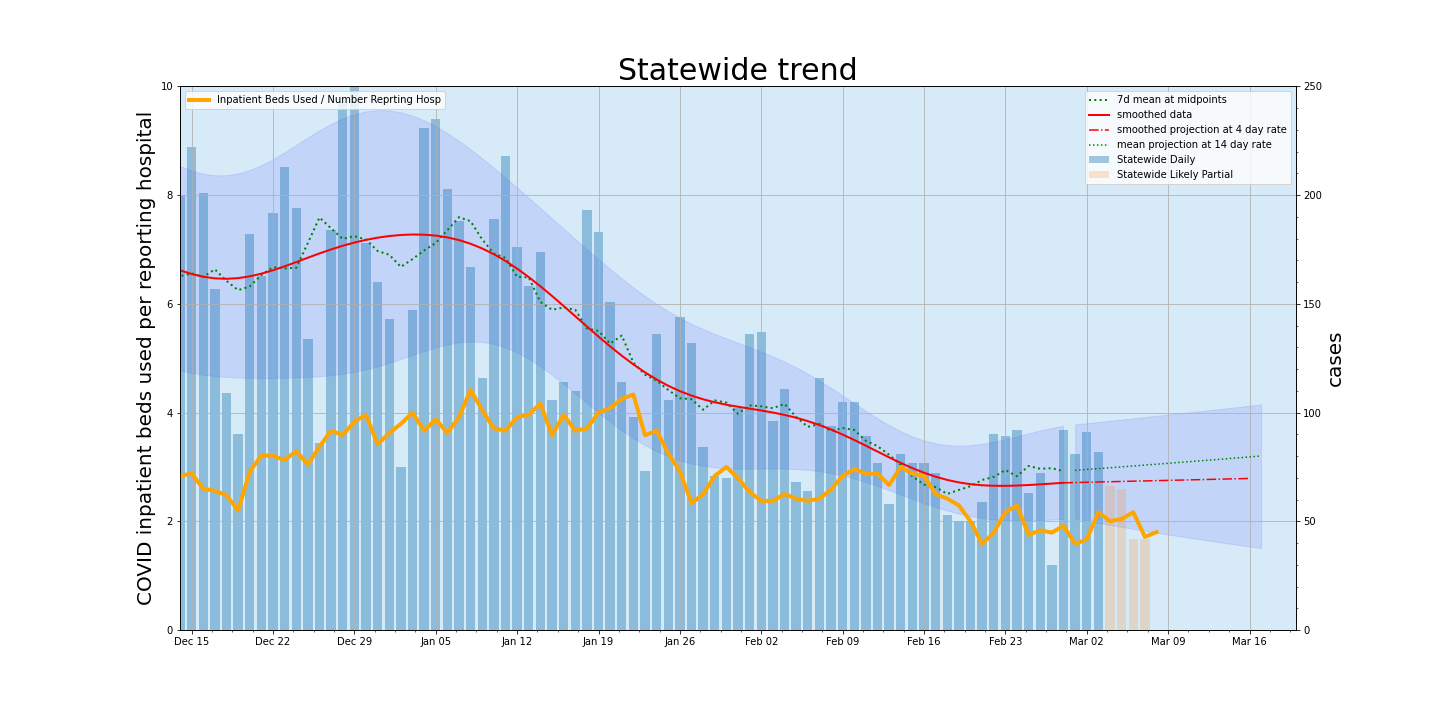 Statewide trend
Inpatient Beds Used / Number Reprting Hosp
7d mean at midpoints
smoothed data
smoothed projection at 4 day rate
mean projection at 14 day rate
Statewide Daily
Statewide Likely Partial
COVID inpatient beds used per reporting hospital
10
8
6
4
2
0
250
200
150
100
50
0
cases
Dec 15 Dec 22 Dec 29 Jan 05 Jan 12 Jan 19 Jan 26 Feb 02 Feb 09 Feb 16 Feb 23 Mar 02 Mar 09 Mar 16